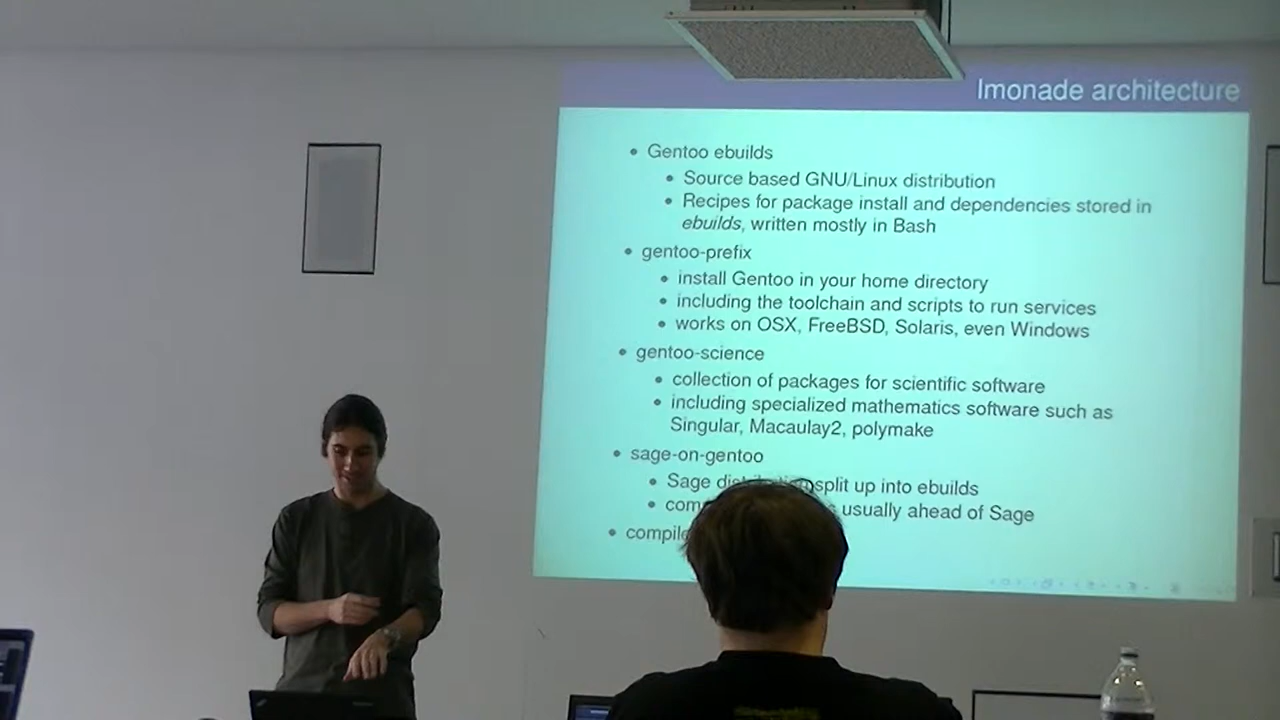 lmonade architecture
Gentoo ebuilds
Source based GNU/Linux distribution
Recipes for package install and dependencies stored in
ebuilds, written mostly in Bash
gentoo-prefix
install Gentoo in your home directory
including the toolchain and scripts to run services
works on OSX, FreeBSD, Solaris, even Windows
gentoo-science
collection of packages for scientific software
including specialized mathematics software such as
Singular, Macaulay2, polymake
sage-on-gentoo
Sage split up into ebuilds
usually ahead of Sage